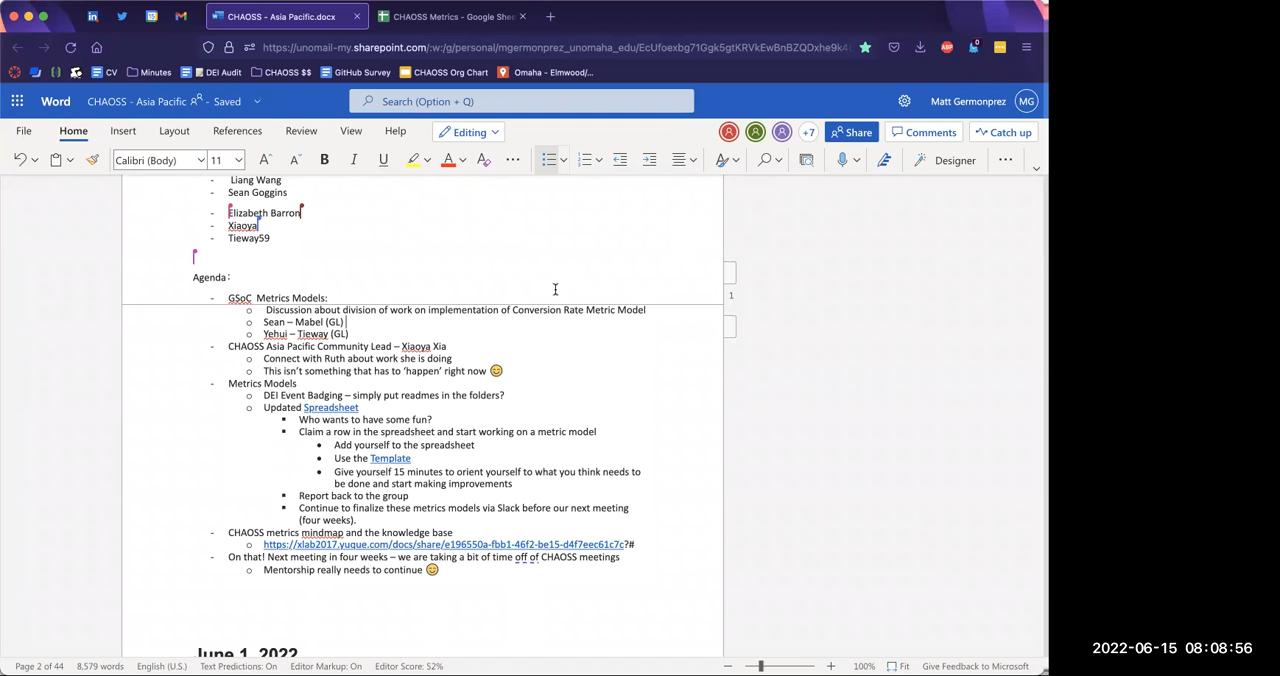 CHAOSS - Asia Pacific.docx
CHAOSS Metrics - Google She
https://unomail-my.sharepoint.com/:w:/g/personal/mgermonprez_unomaha_edu/EcUfoexbg71Ggk5gtKRVkEwBnBZQDxhe9k4
CV Minutes DEI Audit CHAOSS $$ GitHub Survey CHAOSS Org Chart Omaha - Elmwood/...
Word CHAOSS - Asia Pacific - Saved Search (Option + Q) Matt Germonprez MG
File Home Insert Layout References Review View Help Editing +7 Share Comments Catch up
Calibri (Body) 11 B I U A Designer
- Liang Wang
- Sean Goggins
- Elizabeth Barron
- Xiaoya
- Tieway59
Agenda:
- GSoC Metrics Models:
o Discussion about division of work on implementation of Conversion Rate Metric Model
o Sean – Mabel (GL)
o Yehui – Tieway (GL)
- CHAOSS Asia Pacific Community Lead – Xiaoya Xia
o Connect with Ruth about work she is doing
o This isn't something that has to 'happen' right now 😊
- Metrics Models
o DEI Event Badging – simply put readmes in the folders?
o Updated Spreadsheet
▪ Who wants to have some fun?
▪ Claim a row in the spreadsheet and start working on a metric model
• Add yourself to the spreadsheet
• Use the Template
• Give yourself 15 minutes to orient yourself to what you think needs to
be done and start making improvements
▪ Report back to the group
▪ Continue to finalize these metrics models via Slack before our next meeting
(four weeks).
- CHAOSS metrics mindmap and the knowledge base
o https://xlab2017.yuque.com/docs/share/e196550a-fbb1-46f2-be15-d4f7eec61c7c?#
- On that! Next meeting in four weeks – we are taking a bit of time off of CHAOSS meetings
o Mentorship really needs to continue 😊
June 1, 2022
1
Page 2 of 44 8,579 words English (U.S.) Text Predictions: On Editor Markup: On Editor Score: 52% 100% Fit Give Feedback to Microsoft
2022-06-15 08:08:56